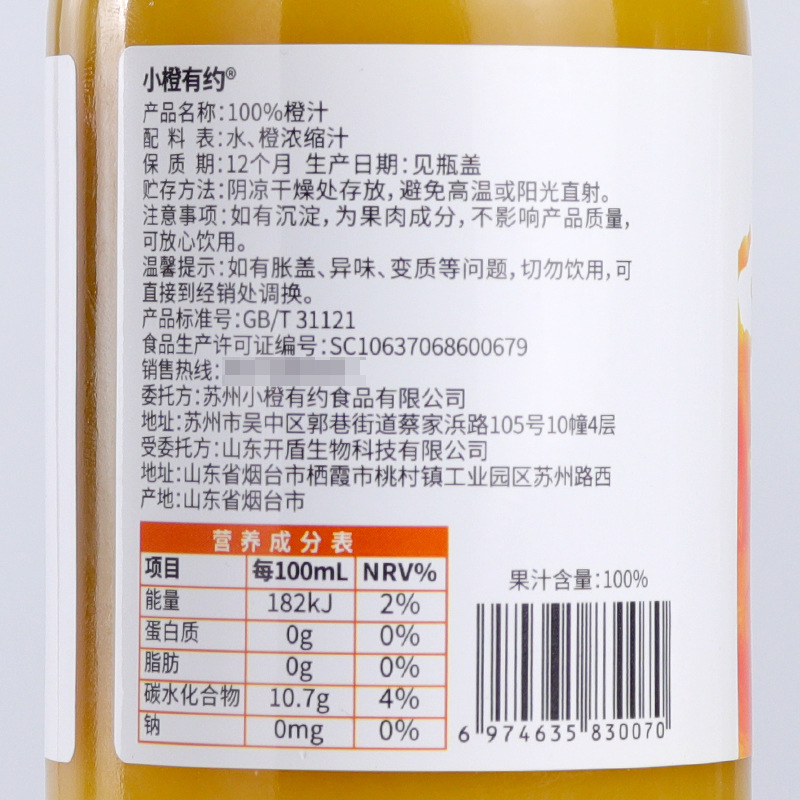 小橙有约®
产品名称:100%橙汁
配料表:水、橙浓缩汁
保质期:12个月 生产日期:见瓶盖
贮存方法:阴凉干燥处存放,避免高温或阳光直射。
注意事项:如有沉淀,为果肉成分,不影响产品质量,
可放心饮用。
温馨提示:如有胀盖、异味、变质等问题,切勿饮用,可
直接到经销处调换。
产品标准号:GB/T 31121
食品生产许可证编号:SC10637068600679
销售热线:
委托方:苏州小橙有约食品有限公司
地址:苏州市吴中区郭巷街道蔡家浜路105号10幢4层
受委托方:山东开盾生物科技有限公司
地址:山东省烟台市栖霞市桃村镇工业园区苏州路西
产地:山东省烟台市
营养成分表
项目 每100mL NRV%
能量 182kJ 2%
蛋白质 0g 0%
脂肪 0g 0%
碳水化合物 10.7g 4%
钠 0mg 0%
果汁含量:100%
6 974635 830070